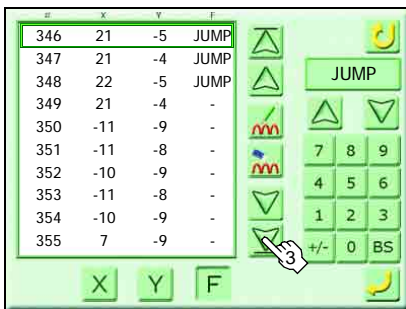 # X Y F
346 21 -5 JUMP
347 21 -4 JUMP
348 22 -5 JUMP
349 21 -4 -
350 -11 -9 -
351 -11 -8 -
352 -10 -9 -
353 -11 -8 -
354 -10 -9 -
355 7 -9 -
JUMP
7 8 9
4 5 6
1 2 3
+/- 0 BS
3
X Y F